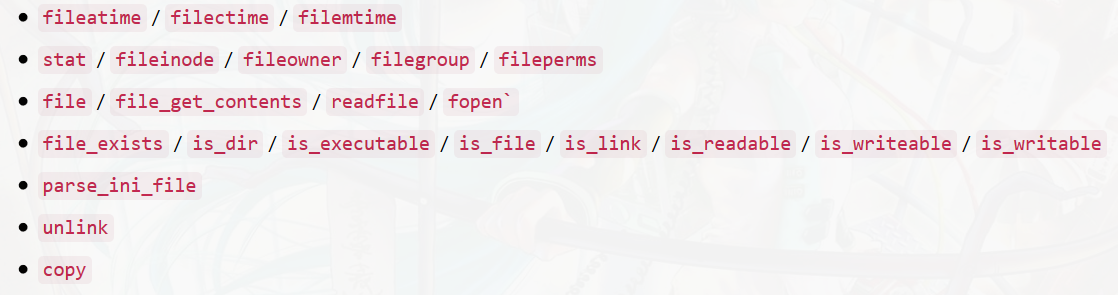 • fileatime / filectime / filemtime
• stat / fileinode / fileowner / filegroup / fileperms
• file / file_get_contents / readfile / fopen`
• file_exists / is_dir / is_executable / is_file / is_link / is_readable / is_writeable / is_writable
• parse_ini_file
• unlink
• copy